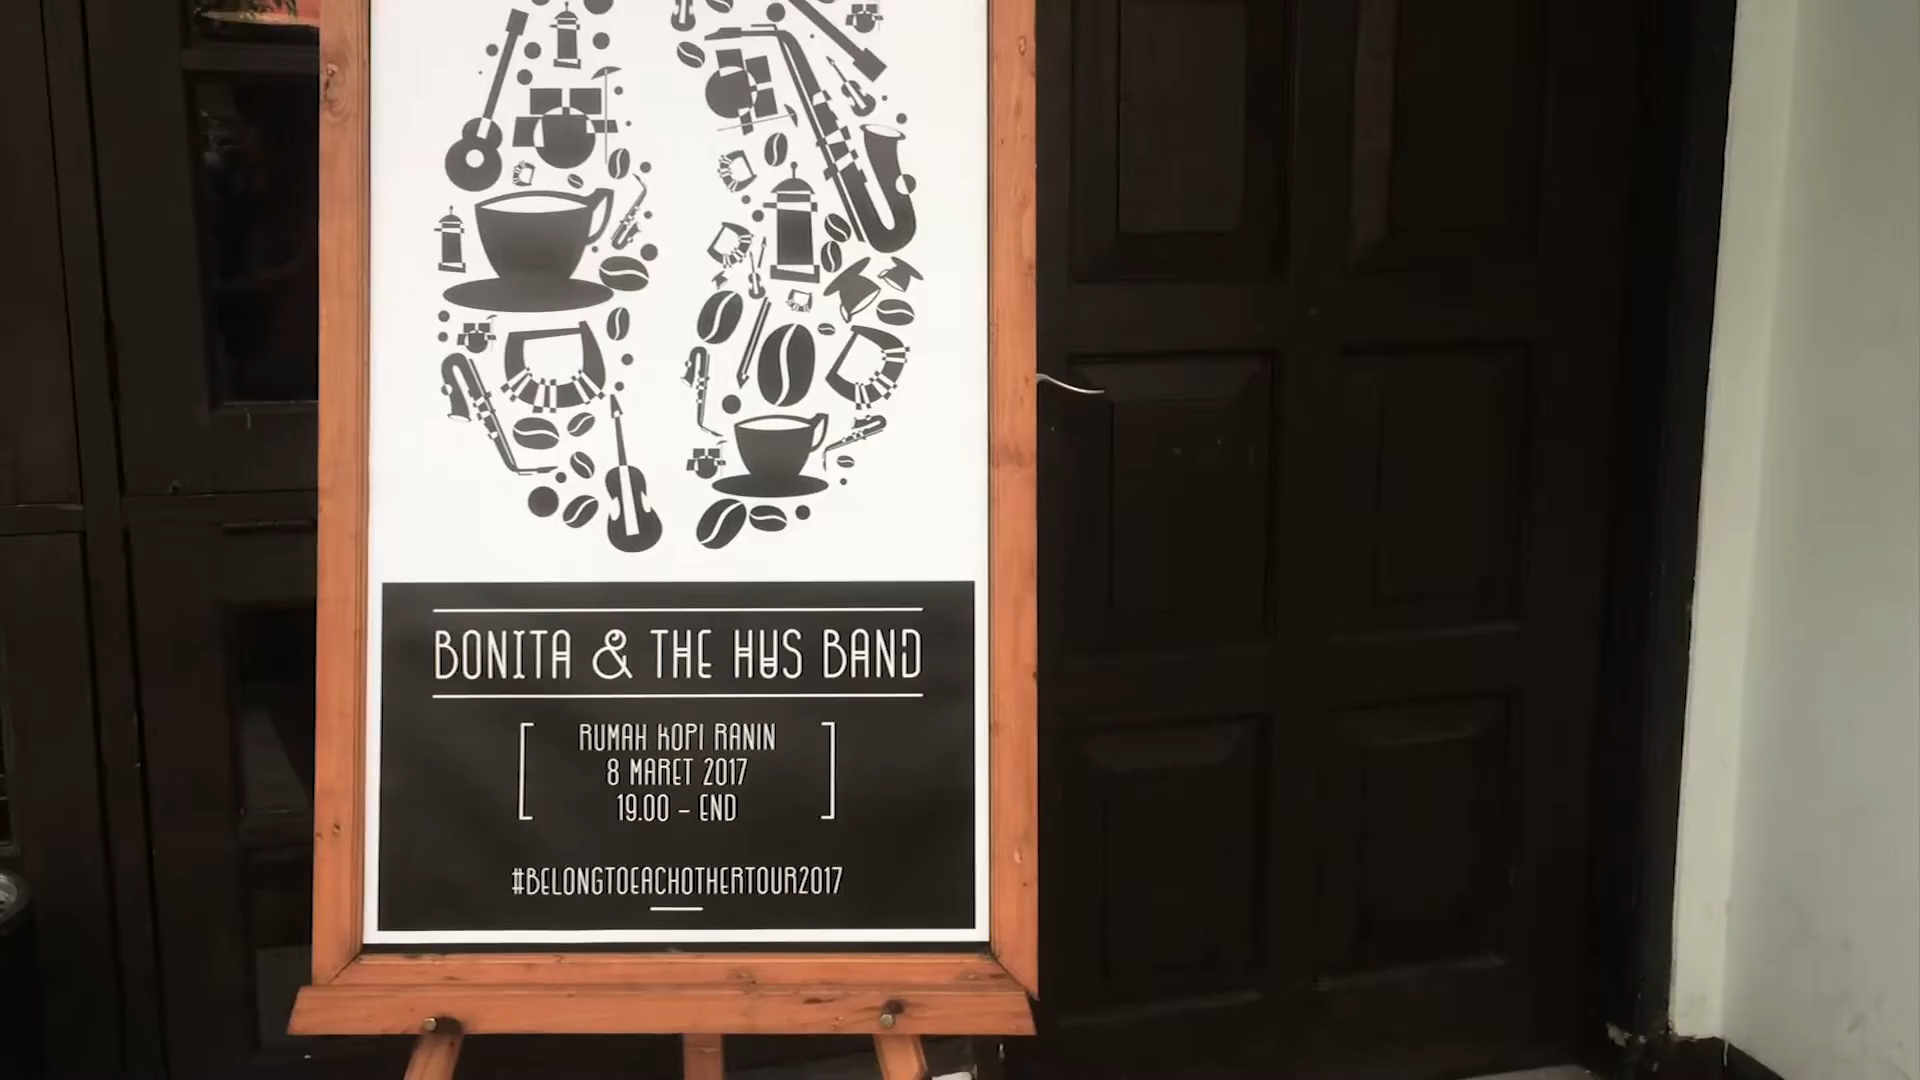 BONITA & THE HUS BAND
RUMAH KOPI RANIN
8 MARET 2017
19.00 - END
#BELONGTOEACHOTHERTOUR2017